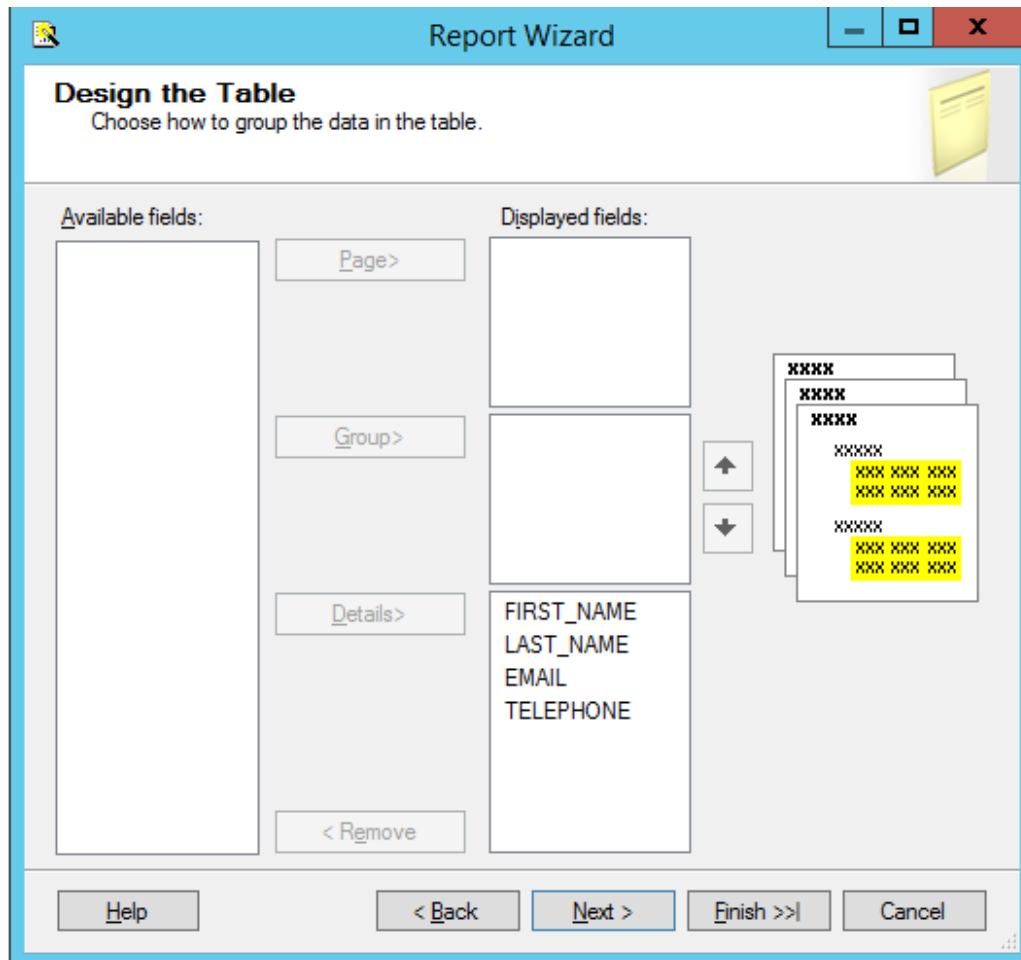 Report Wizard
X
Design the Table
Choose how to group the data in the table.
Available fields:
Displayed fields:
Page>
Group>
Details>
< Remove
FIRST_NAME
LAST_NAME
EMAIL
TELEPHONE
xxxx
xxxx
xxxx
xxxxx
xxx xxx xxx
xxx xxx xxx
xxxxx
xxx xxx xxx
xxx xxx xxx
Help
< Back
Next >
Finish >>|
Cancel